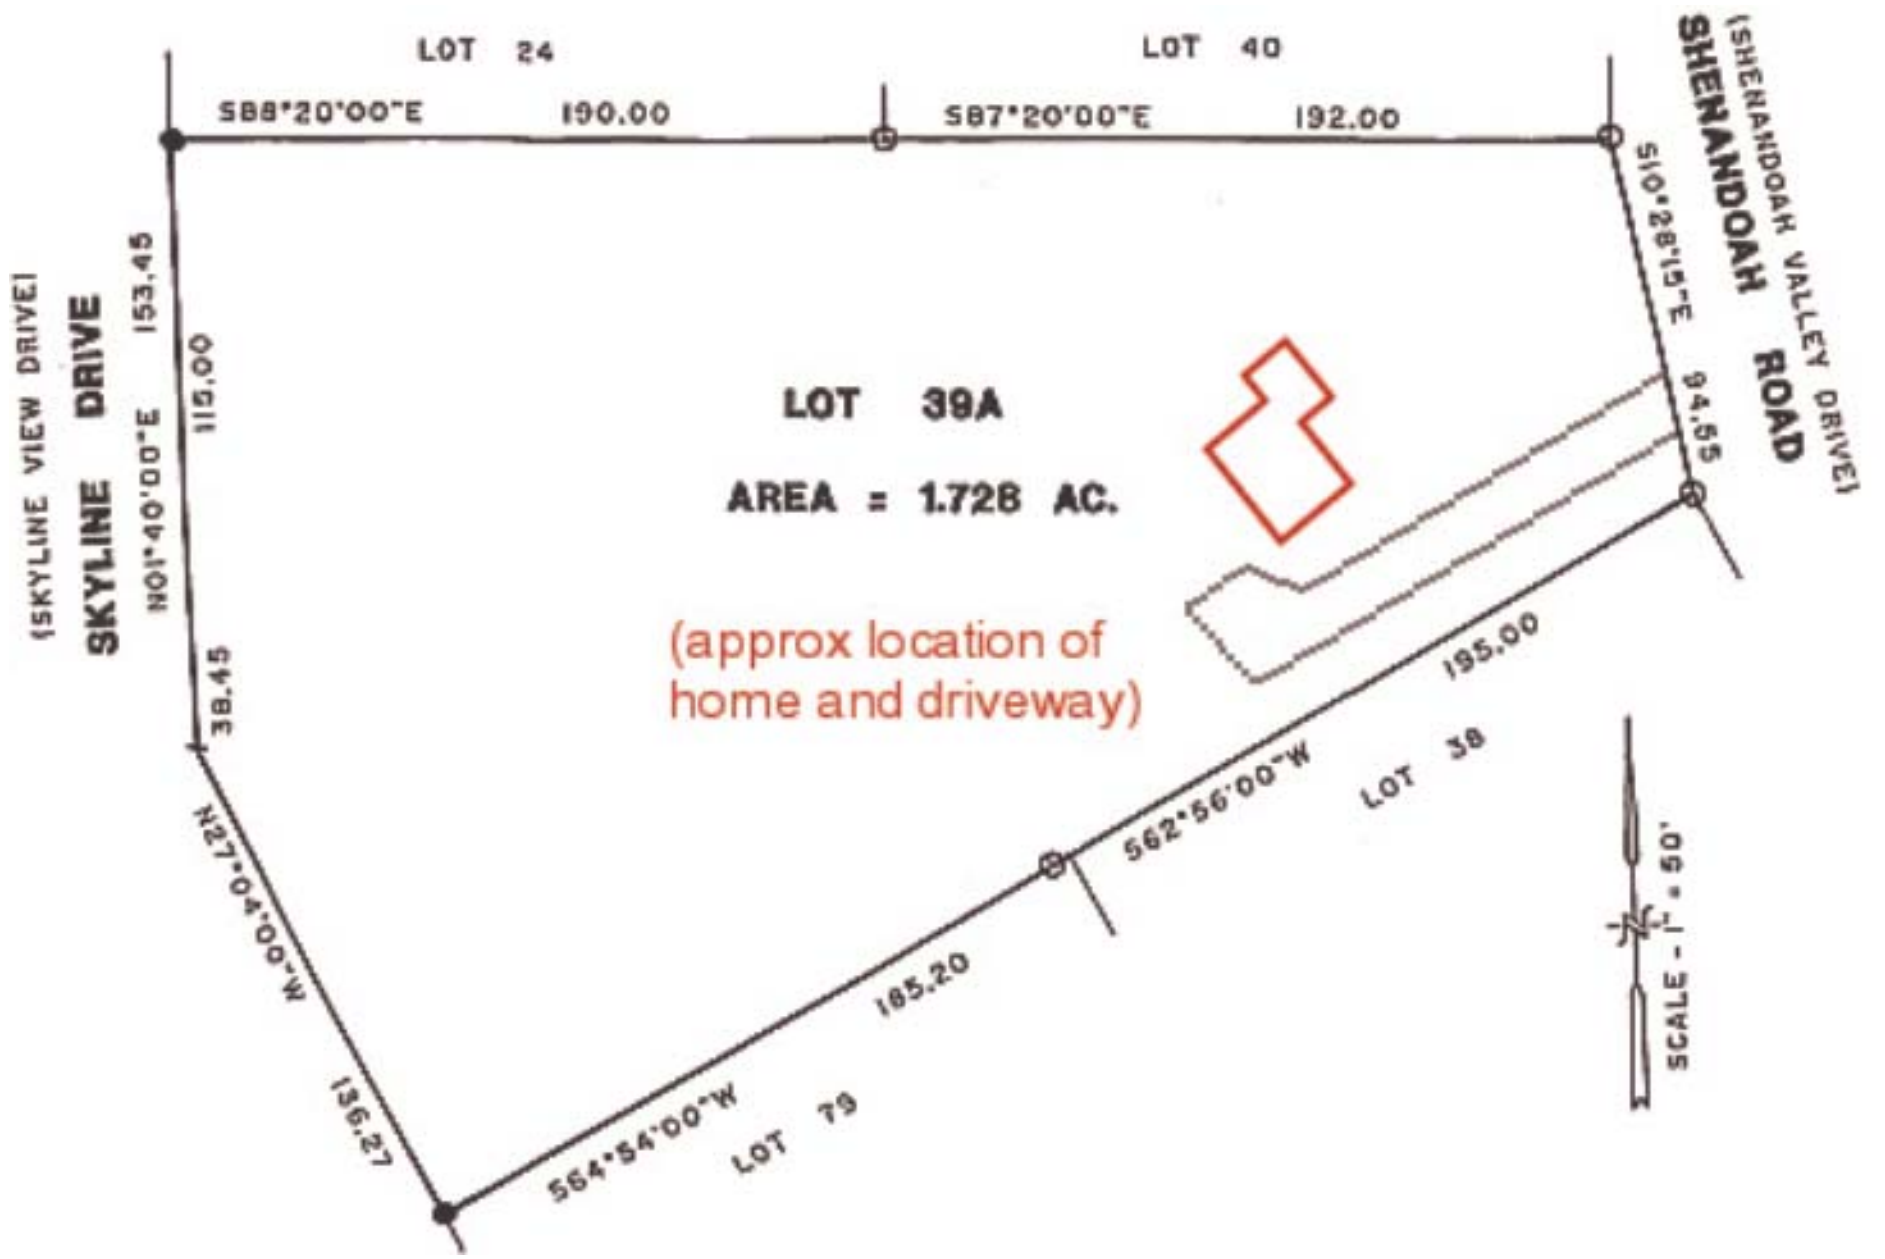 LOT 24
LOT 40
S88°20'00"E 190.00
S87°20'00"E 192.00
(SHENANDOAH VALLEY DRIVE)
SHENANDOAH ROAD
S10°28'15"E 94.55
(SKYLINE VIEW DRIVE)
SKYLINE DRIVE
N01°40'00"E 153.45
115.00
38.45
LOT 39A
AREA = 1.728 AC.
(approx location of
home and driveway)
195.00
S62°56'00"W
LOT 38
N27°04'00"W 136.27
185.20
S64°54'00"W
LOT 79
SCALE - 1" = 50'